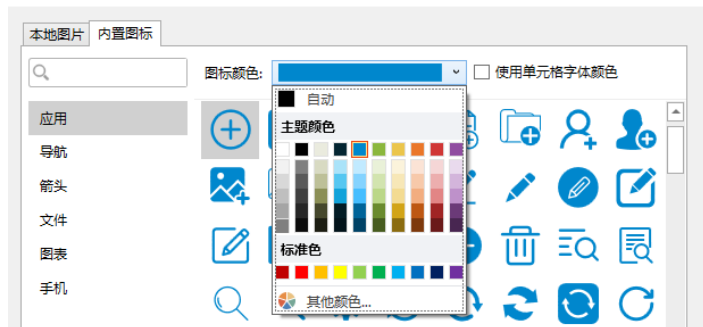 本地图片 内置图标
图标颜色: 使用单元格字体颜色
自动
应用
主题颜色
导航
箭头
文件
标准色
图表
手机
其他颜色...